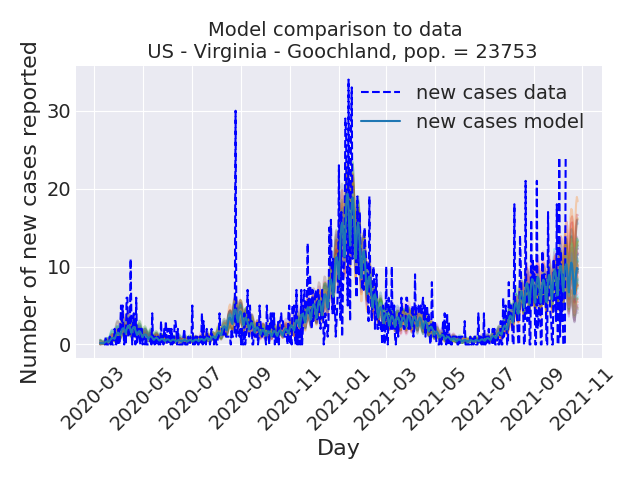 Model comparison to data
US - Virginia - Goochland, pop. = 23753
Number of new cases reported
30
20
10
0
new cases data
new cases model
2020-03
2020-05
2020-07
2020-09
2020-11
2021-01
2021-03
2021-05
2021-07
2021-09
2021-11
Day